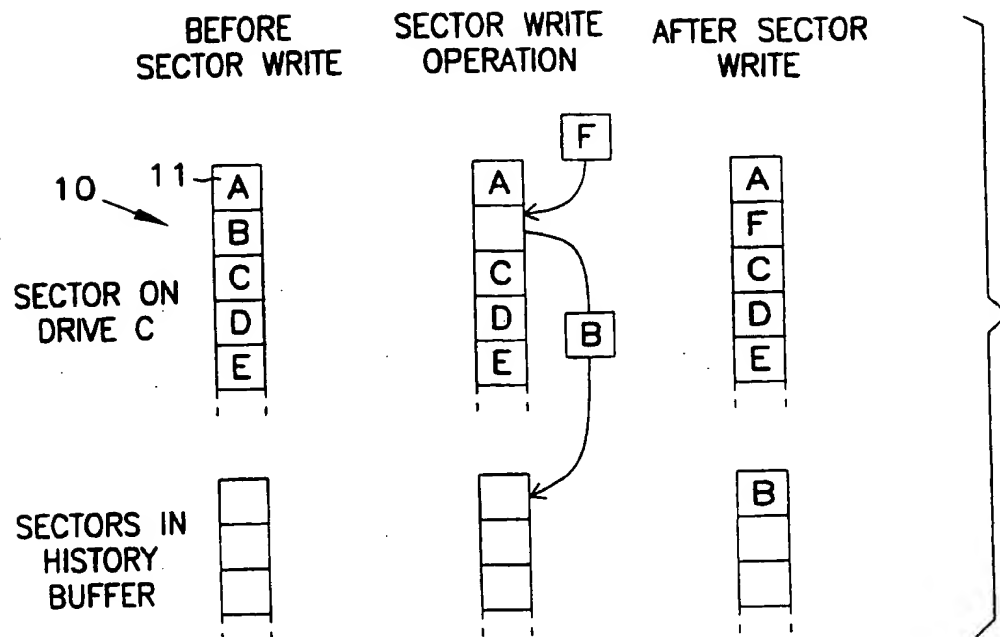 BEFORE
SECTOR WRITE
SECTOR WRITE
OPERATION
AFTER SECTOR
WRITE
F
10
11
A
B
C
D
E
A
C
D
E
B
A
F
C
D
E
SECTOR ON
DRIVE C
SECTORS IN
HISTORY
BUFFER
B